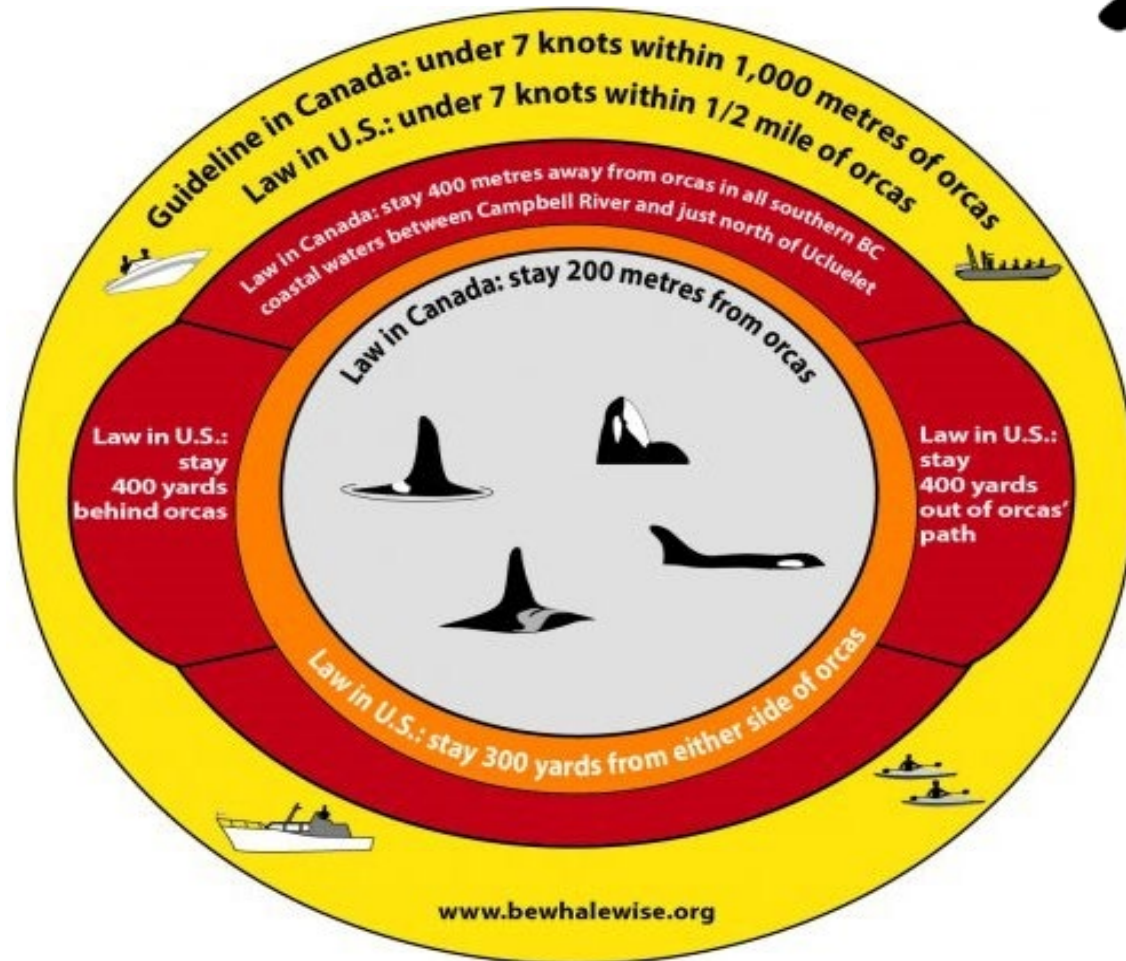 Guideline in Canada: under 7 knots within 1,000 metres of orcas
Law in U.S.: under 7 knots within 1/2 mile of orcas
Law in Canada: stay 400 metres away from orcas in all southern BC
coastal waters between Campbell River and just north of Ucluelet
Law in Canada: stay 200 metres from orcas
Law in U.S.:
stay
400 yards
behind orcas
Law in U.S.:
stay
400 yards
out of orcas'
path
Law in U.S.: stay 300 yards from either side of orcas
www.bewhalewise.org